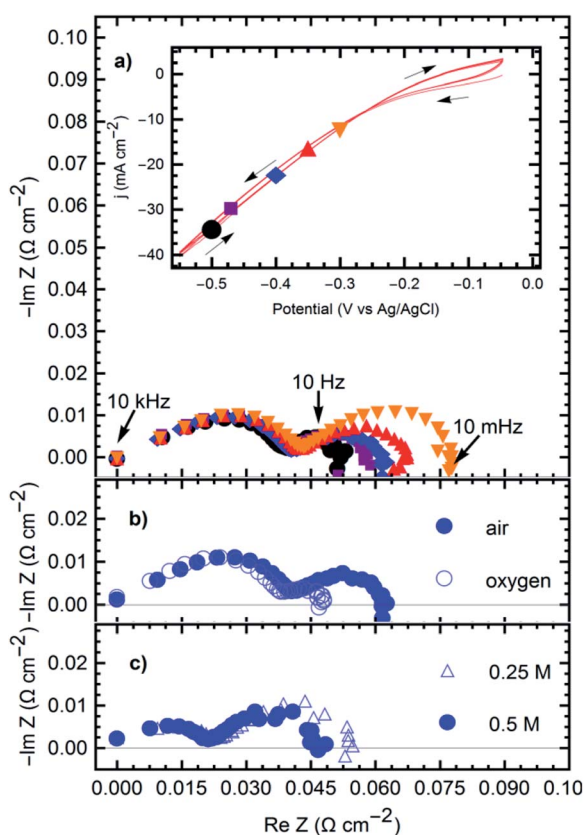 a)
−Im Z (Ω cm⁻²)
0.10
0.09
0.08
0.07
0.06
0.05
0.04
0.03
0.02
0.01
0.00
j (mA cm⁻²)
0
−10
−20
−30
−40
−0.5 −0.4 −0.3 −0.2 −0.1 0.0
Potential (V vs Ag/AgCl)
10 kHz
10 Hz
10 mHz
b)
−Im Z (Ω cm⁻²)
0.02
0.01
0.00
air
oxygen
c)
−Im Z (Ω cm⁻²)
0.02
0.01
0.00
0.25 M
0.5 M
0.000 0.015 0.030 0.045 0.060 0.075 0.090 0.10
Re Z (Ω cm⁻²)